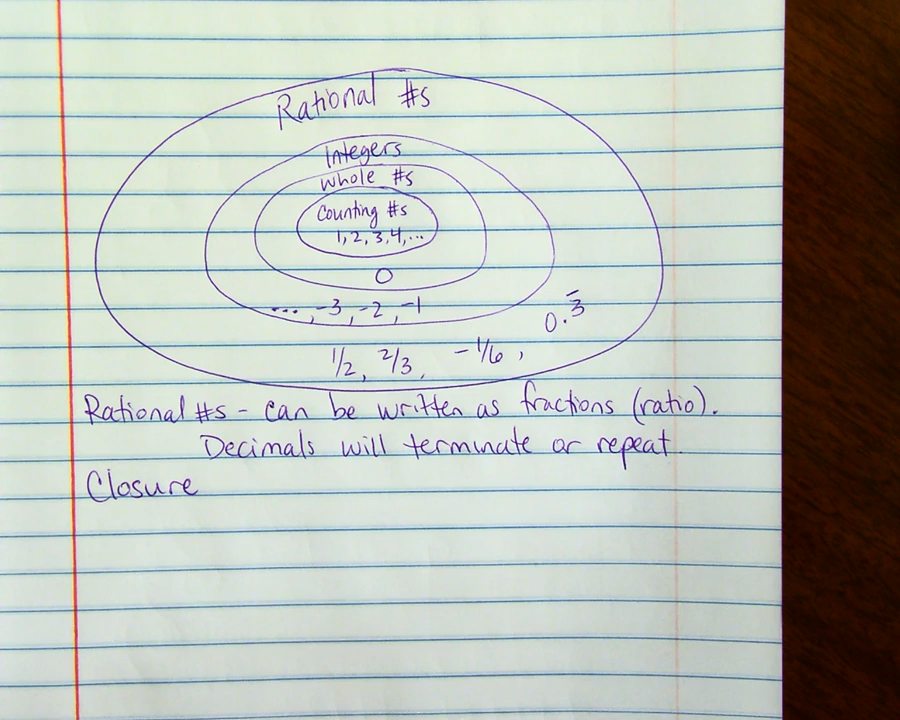 Rational #s
Integers
Whole #s
Counting #s
1, 2, 3, 4, ...
0
..., -3, -2, -1
0.3̅
1/2, 2/3, -1/6,
Rational #s - can be written as fractions (ratio).
Decimals will terminate or repeat.
Closure